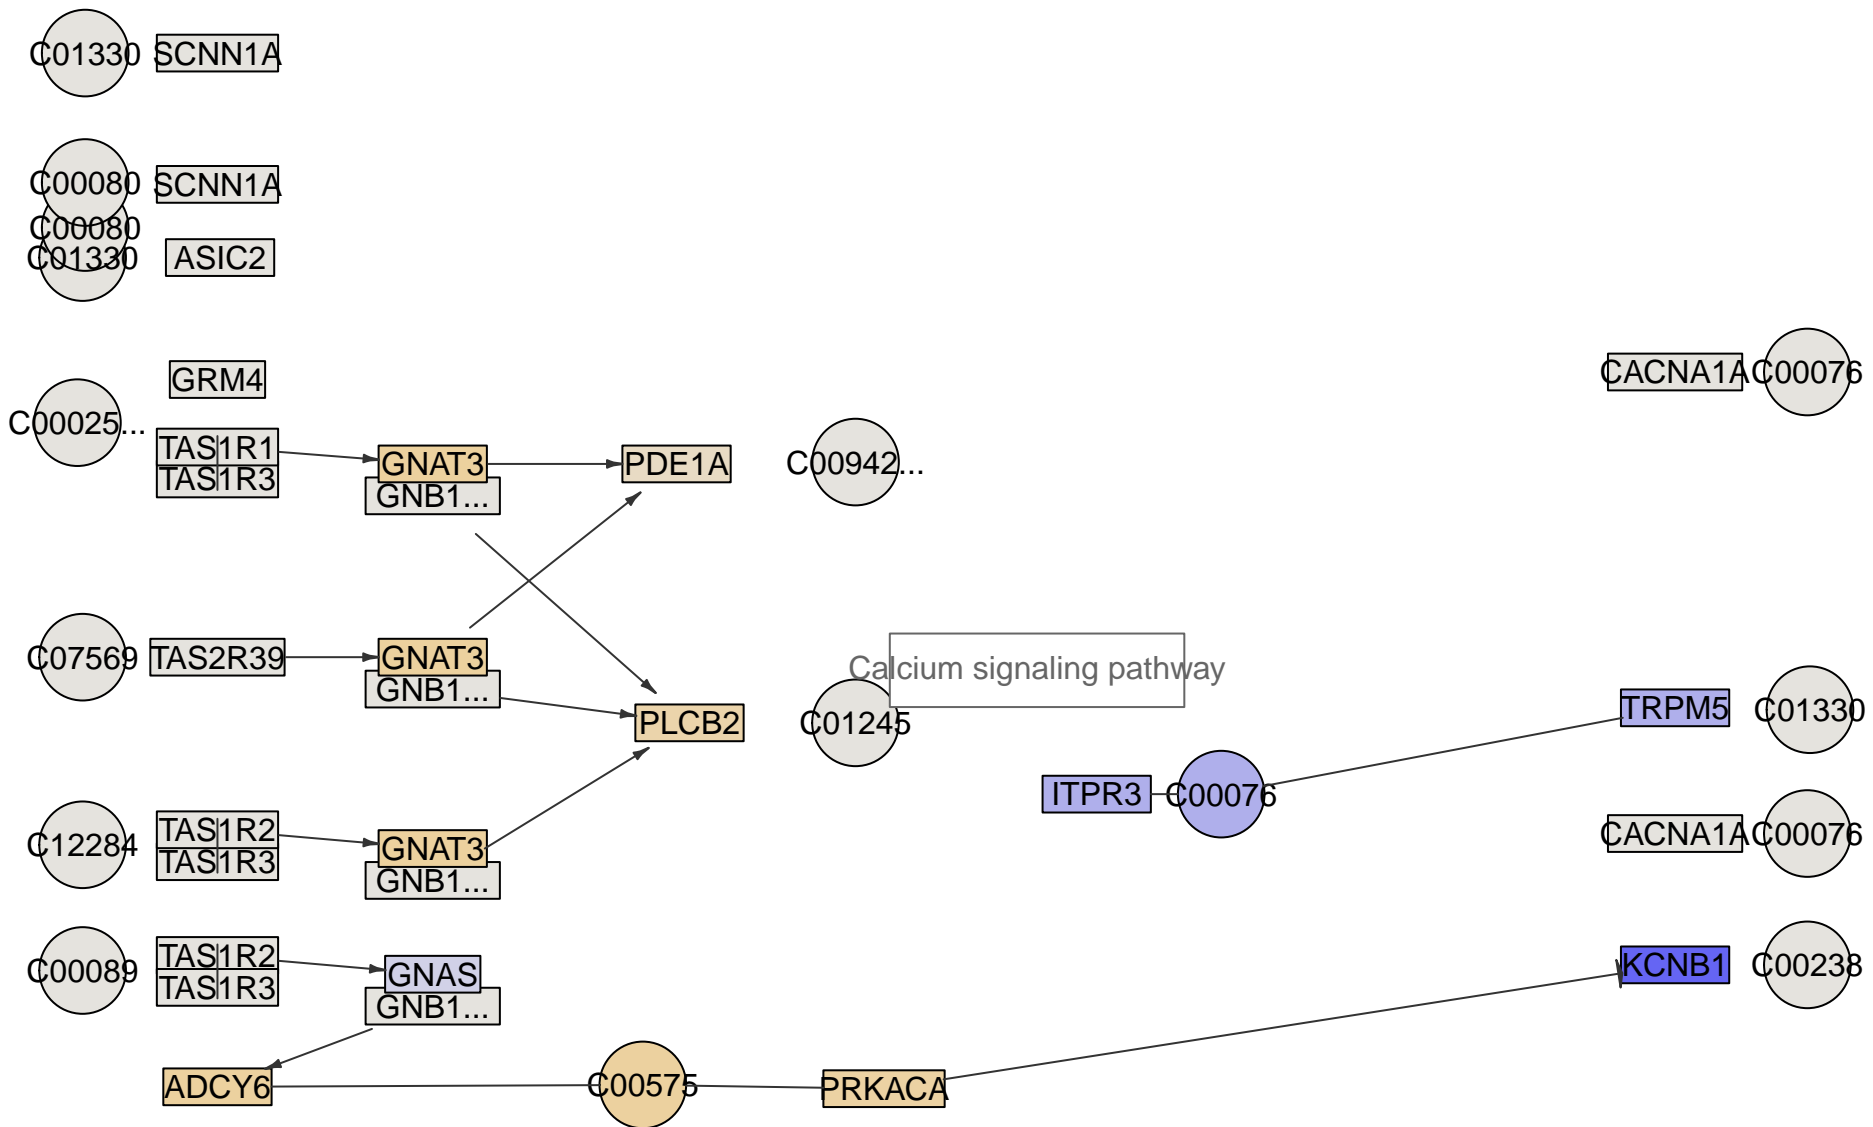 C01330 SCNN1A
C00080 SCNN1A
C00080
C01330 ASIC2
GRM4
CACNA1A C00076
C00025...
TAS1R1
TAS1R3
GNAT3
GNB1...
PDE1A
C00942...
C07569 TAS2R39
GNAT3
GNB1...
PLCB2
C01245
Calcium signaling pathway
TRPM5 C01330
ITPR3 C00076
C12284
TAS1R2
TAS1R3
GNAT3
GNB1...
CACNA1A C00076
C00089
TAS1R2
TAS1R3
GNAS
GNB1...
KCNB1 C00238
ADCY6 C00575 PRKACA